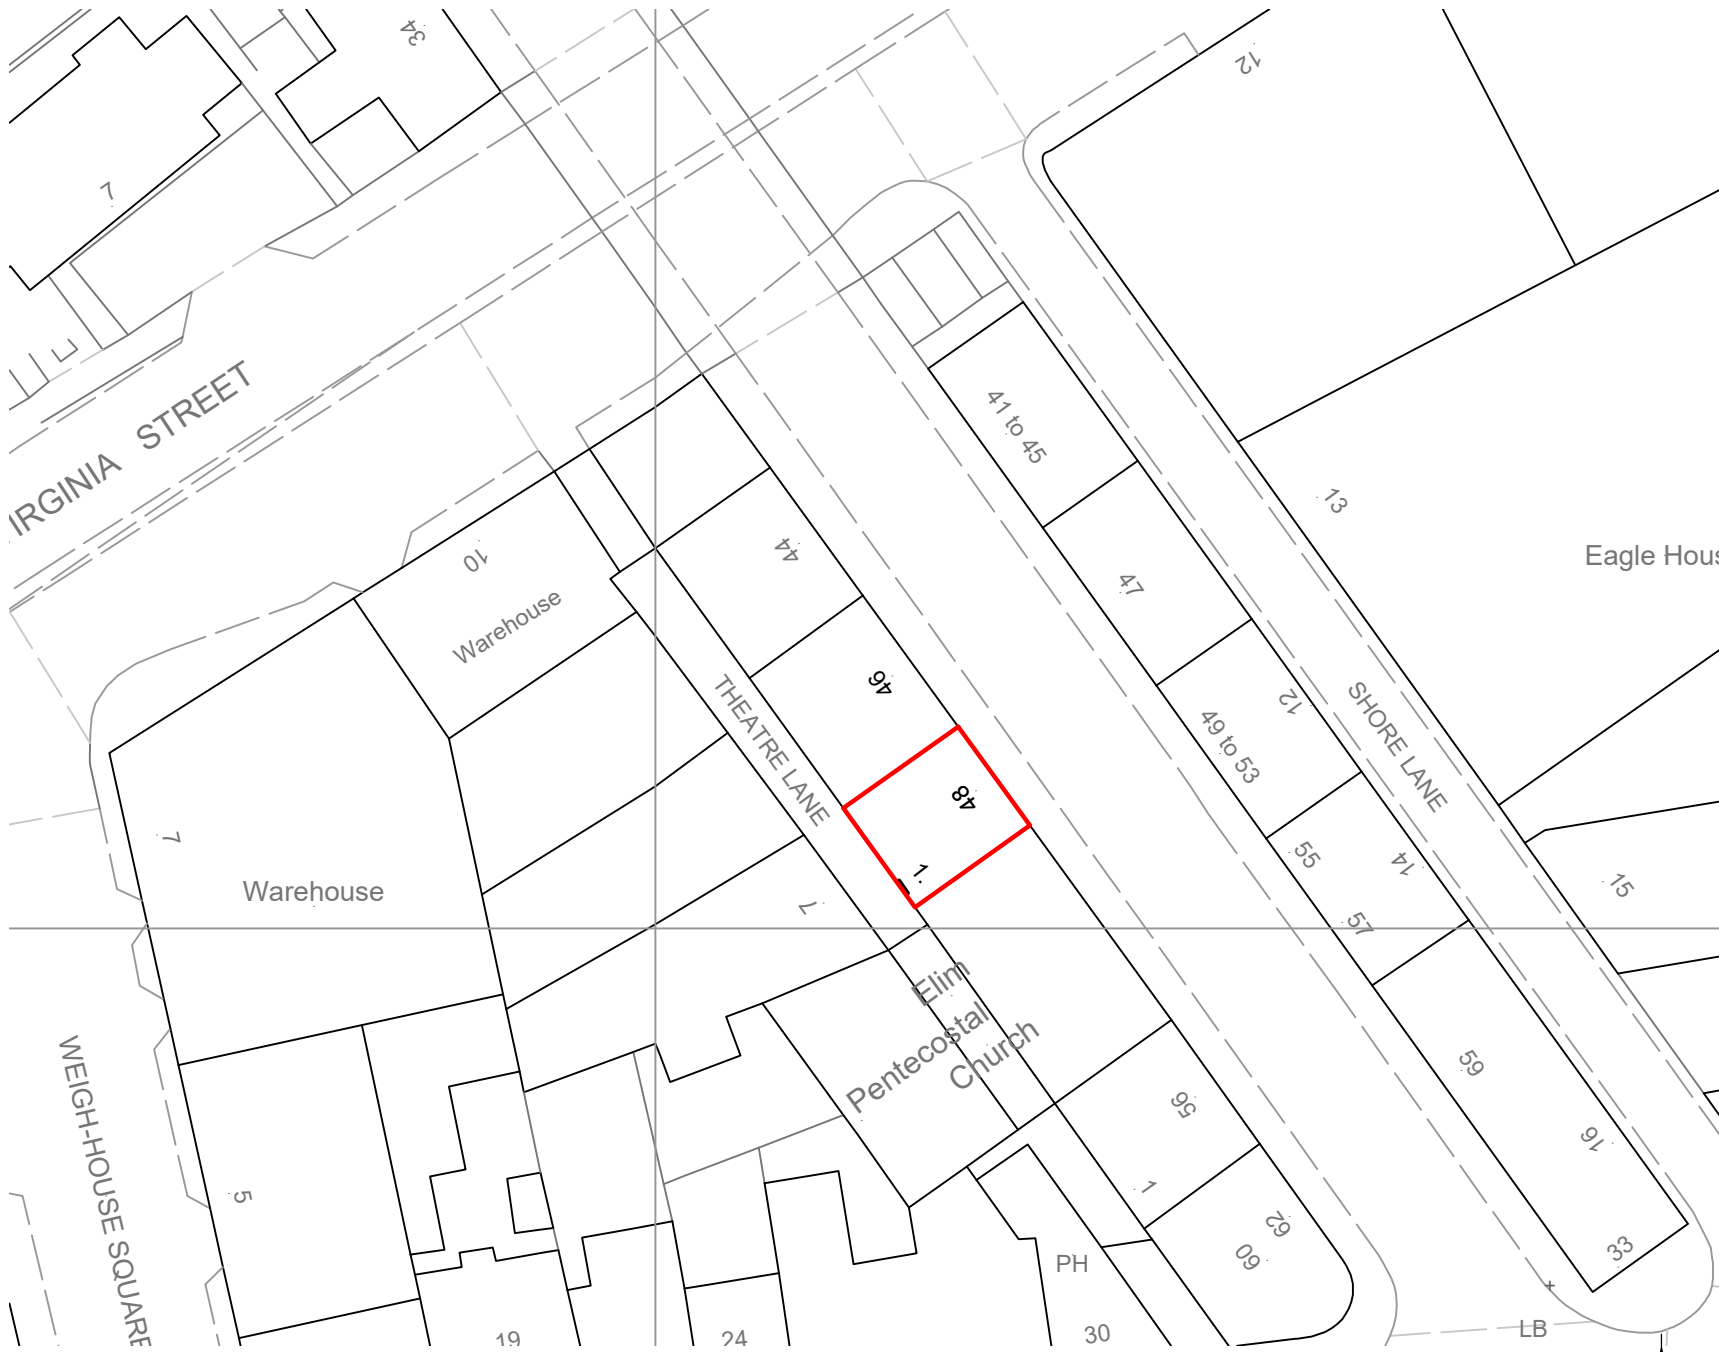 34
12
7
IRGINIA STREET
41 to 45
13
10
44
Eagle Hous
Warehouse
47
46
THEATRE LANE
12
SHORE LANE
49 to 53
48
7
55
14
1.
15
Warehouse
7
57
Elim
Pentecostal
Church
WEIGH-HOUSE SQUARE
59
56
16
5
1
62
60
33
PH
19
24
30
LB